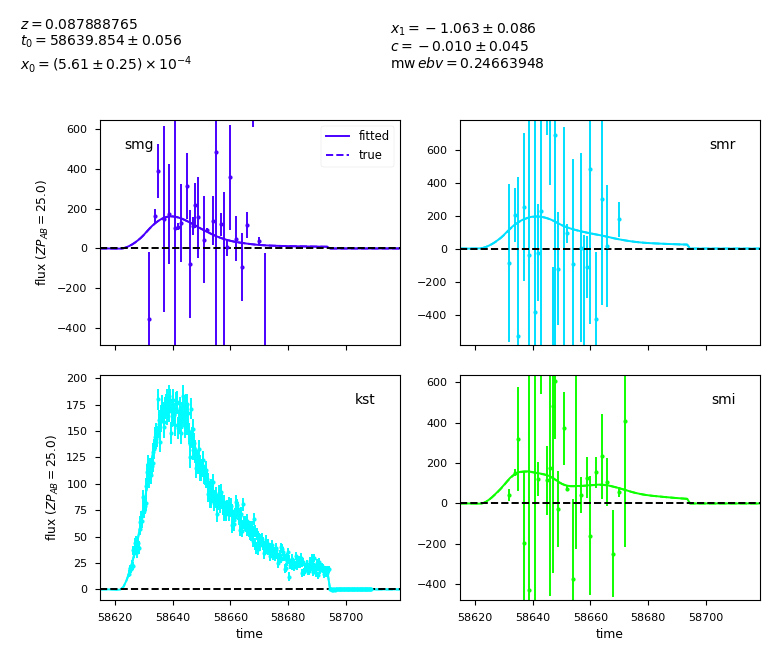 z = 0.087888765
t₀ = 58639.854 ± 0.056
x₀ = (5.61 ± 0.25) × 10⁻⁴
x₁ = −1.063 ± 0.086
c = −0.010 ± 0.045
mw ebv = 0.24663948
smg
fitted
true
600
400
200
0
−200
−400
flux (ZP_AB = 25.0)
smr
600
400
200
0
−200
−400
kst
200
175
150
125
100
75
50
25
0
flux (ZP_AB = 25.0)
58620 58640 58660 58680 58700
time
smi
600
400
200
0
−200
−400
58620 58640 58660 58680 58700
time